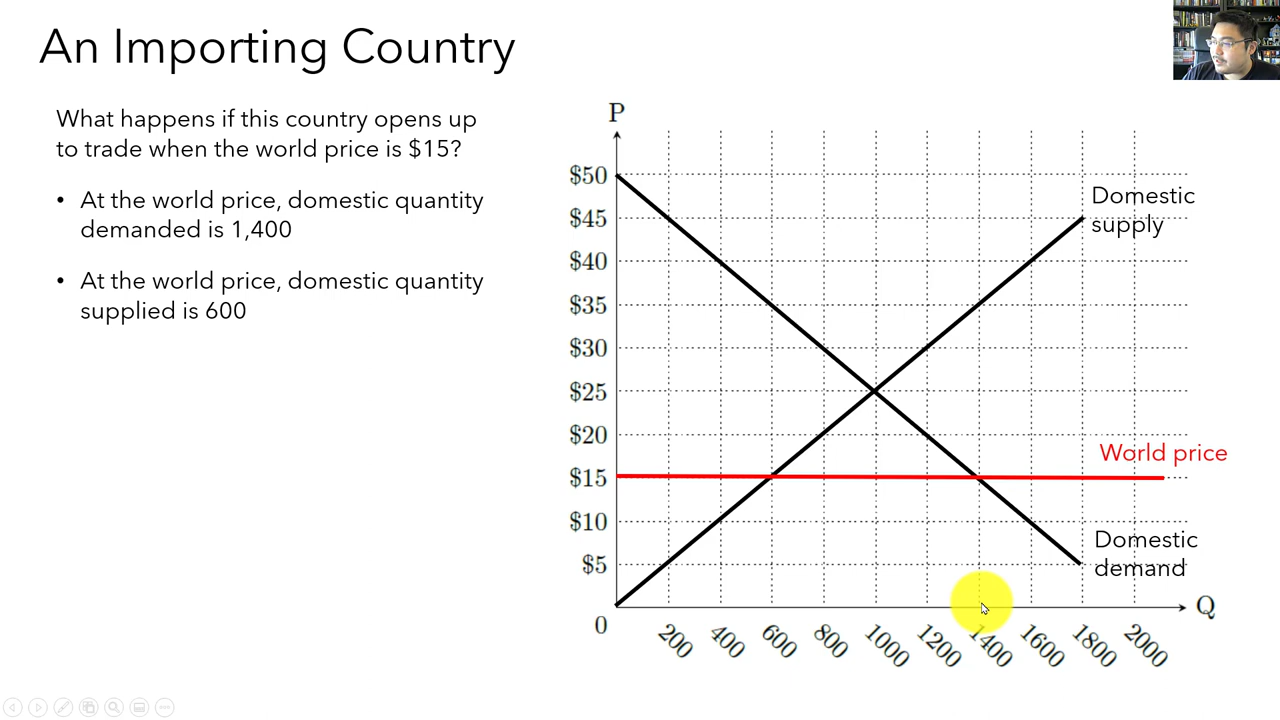 An Importing Country
What happens if this country opens up
to trade when the world price is $15?
• At the world price, domestic quantity
demanded is 1,400
• At the world price, domestic quantity
supplied is 600
P
$50
$45
$40
$35
$30
$25
$20
$15
$10
$5
0
200
400
600
800
1000
1200
1400
1600
1800
2000
Q
Domestic
supply
World price
Domestic
demand